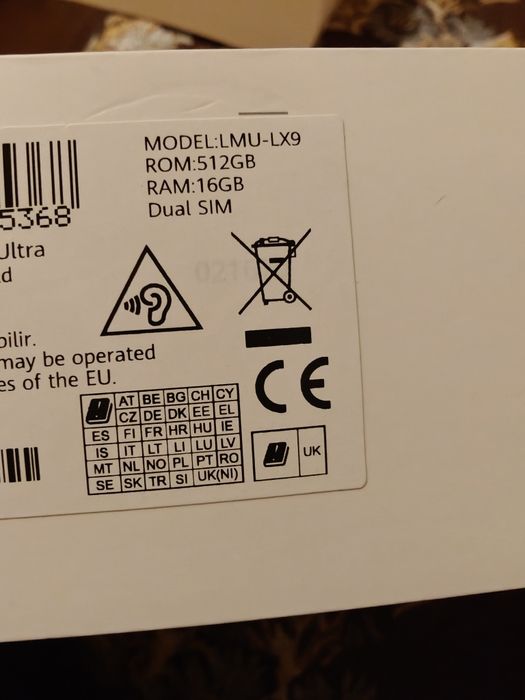 MODEL:LMU-LX9
ROM:512GB
RAM:16GB
Dual SIM
5368
Ultra
d
bilir.
may be operated
es of the EU.
CE
AT BE BG CH CY
CZ DE DK EE EL
ES FI FR HR HU IE
IS IT LT LI LU LV
MT NL NO PL PT RO
SE SK TR SI UK(NI)
UK